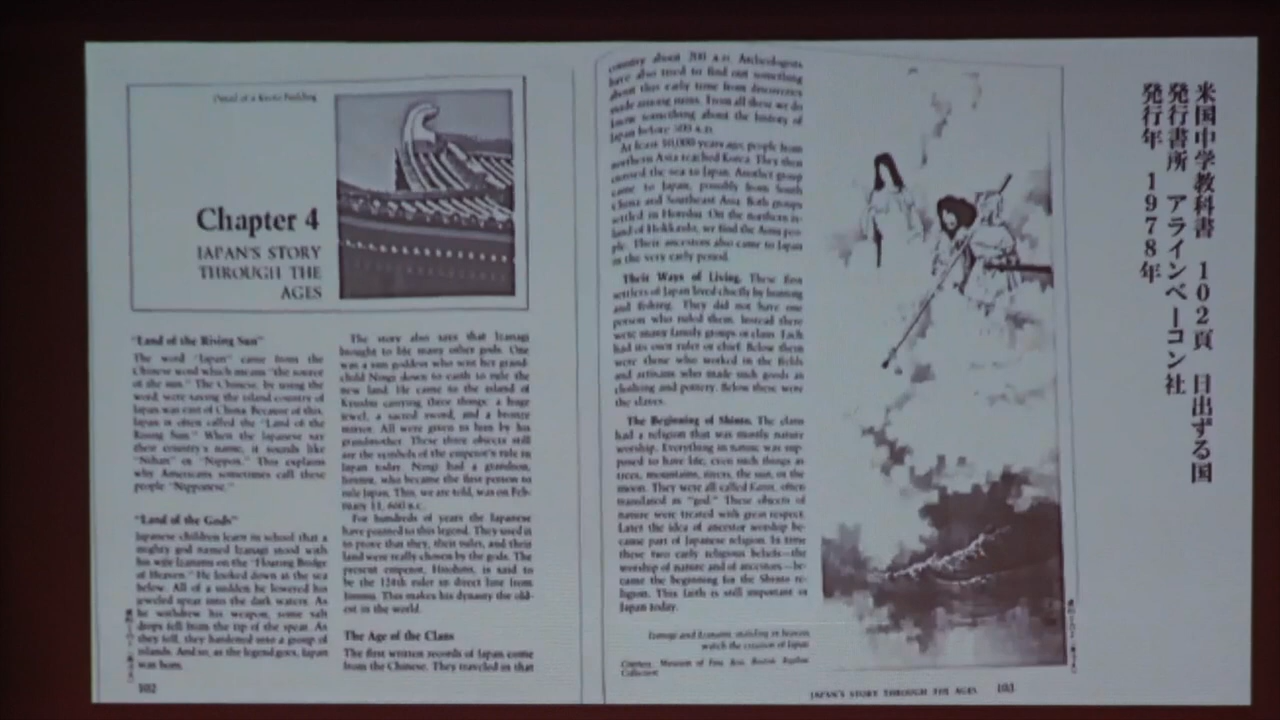 Detail of a Kyoto Building
Chapter 4
JAPAN'S STORY
THROUGH THE
AGES
"Land of the Rising Sun"
The word "Japan" came from the
Chinese word which means "the source
of the sun." The Chinese, by using the
word, were saying the island country of
Japan was east of China. Because of this,
Japan is often called the "Land of the
Rising Sun." When the Japanese say
their country's name, it sounds like
"Nihon" or "Nippon." This explains
why Americans sometimes call these
people "Nipponese."
"Land of the Gods"
Japanese children learn in school that a
mighty god named Izanagi stood with
his wife Izanami on the "Floating Bridge
of Heaven." He looked down at the sea
below. All of a sudden he lowered his
jeweled spear into the dark waters. As
he withdrew his weapon, some salt
drops fell from the tip of the spear. As
they fell, they hardened into a group of
islands. And so, as the legend goes, Japan
was born.
102
The story also says that Izanagi
brought to life many other gods. One
was a sun goddess who sent her grand-
child Ninigi down to earth to rule the
new land. He came to the island of
Kyushu carrying three things: a huge
jewel, a sacred sword, and a bronze
mirror. All were given to him by his
grandmother. These three objects still
are the symbols of the emperor's rule in
Japan today. Ninigi had a grandson,
Jimmu, who became the first person to
rule Japan. This, we are told, was on Feb-
ruary 11, 660 B.C.
For hundreds of years the Japanese
have pointed to this legend. They used it
to prove that they, their ruler, and their
land were really chosen by the gods. The
present emperor, Hirohito, is said to
be the 124th ruler in direct line from
Jimmu. This makes his dynasty the old-
est in the world.
The Age of the Clans
The first written records of Japan come
from the Chinese. They traveled in that
country about 200 A.D. Archeologists
have also tried to find out something
about this early time from discoveries
made among ruins. From all these we do
know something about the history of
Japan before 500 A.D.
At least 10,000 years ago, people from
northern Asia reached Korea. They then
crossed the sea to Japan. Another group
came to Japan, possibly from South
China and Southeast Asia. Both groups
settled in Honshu. On the northern is-
land of Hokkaido, we find the Ainu peo-
ple. Their ancestors also came to Japan
in the very early period.
Their Ways of Living. These first
settlers of Japan lived chiefly by hunting
and fishing. They did not have one
person who ruled them. Instead there
were many family groups or clans. Each
had its own ruler or chief. Below them
were those who worked in the fields
and artisans who made such goods as
clothing and pottery. Below these were
the slaves.
The Beginning of Shinto. The clans
had a religion that was mostly nature
worship. Everything in nature was sup-
posed to have life, even such things as
trees, mountains, rivers, the sun, or the
moon. They were all called Kami, often
translated as "god." These objects of
nature were treated with great respect.
Later the idea of ancestor worship be-
came part of Japanese religion. In time
these two early religious beliefs—the
worship of nature and of ancestors—be-
came the beginning for the Shinto re-
ligion. This faith is still important in
Japan today.
Izanagi and Izanami, standing in heaven,
watch the creation of Japan
Courtesy, Museum of Fine Arts, Boston, Bigelow
Collection
JAPAN'S STORY THROUGH THE AGES 103
米国中学教科書 102頁 日出ずる国
発行書所 アラインベーコン社
発行年 1978年